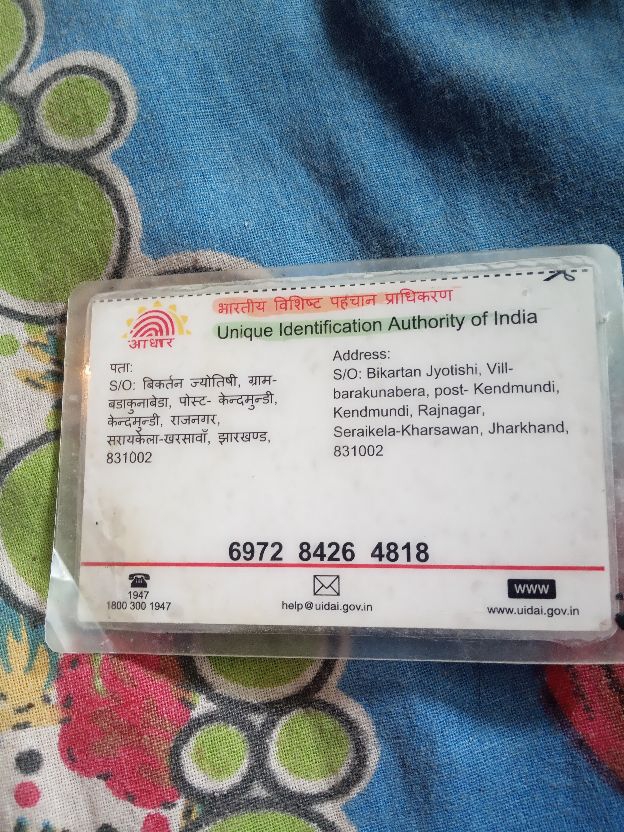 भारतीय विशिष्ट पहचान प्राधिकरण
Unique Identification Authority of India
आधार
पता:
S/O: बिकर्तन ज्योतिषी, ग्राम-
बडाकुनाबेडा, पोस्ट- केन्दमुन्डी,
केन्दमुन्डी, राजनगर,
सरायकेला-खरसावाँ, झारखण्ड,
831002
Address:
S/O: Bikartan Jyotishi, Vill-
barakunabera, post- Kendmundi,
Kendmundi, Rajnagar,
Seraikela-Kharsawan, Jharkhand,
831002
6972 8426 4818
1947
1800 300 1947
help@uidai.gov.in
www
www.uidai.gov.in